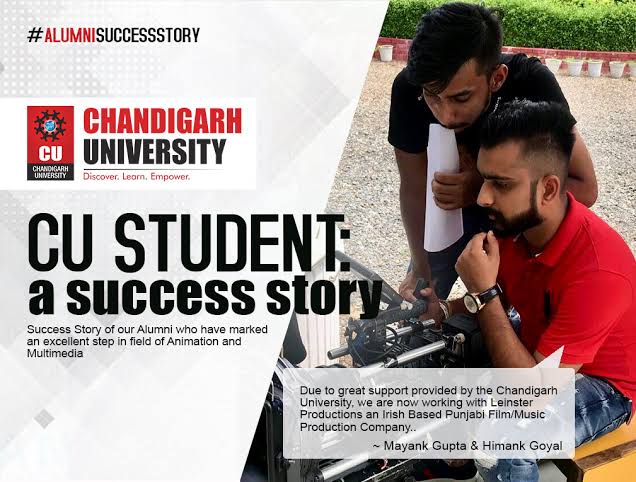 #ALUMNISUCCESSSTORY
CU
CHANDIGARH
UNIVERSITY
CHANDIGARH
UNIVERSITY
Discover. Learn. Empower.
CU STUDENT:
a success story
Success Story of our Alumni who have marked
an excellent step in field of Animation and
Multimedia
Due to great support provided by the Chandigarh
University, we are now working with Leinster
Productions an Irish Based Punjabi Film/Music
Production Company..
~ Mayank Gupta & Himank Goyal